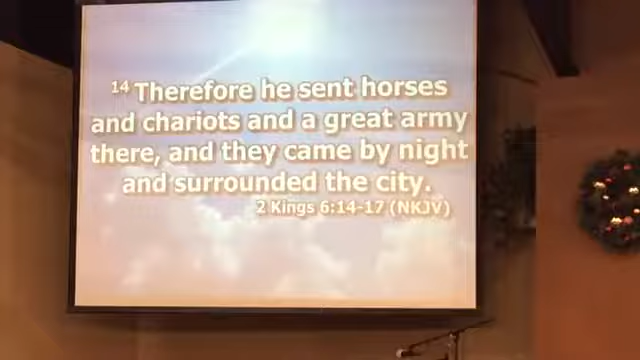 14 Therefore he sent horses
and chariots and a great army
there, and they came by night
and surrounded the city.
2 Kings 6:14-17 (NKJV)